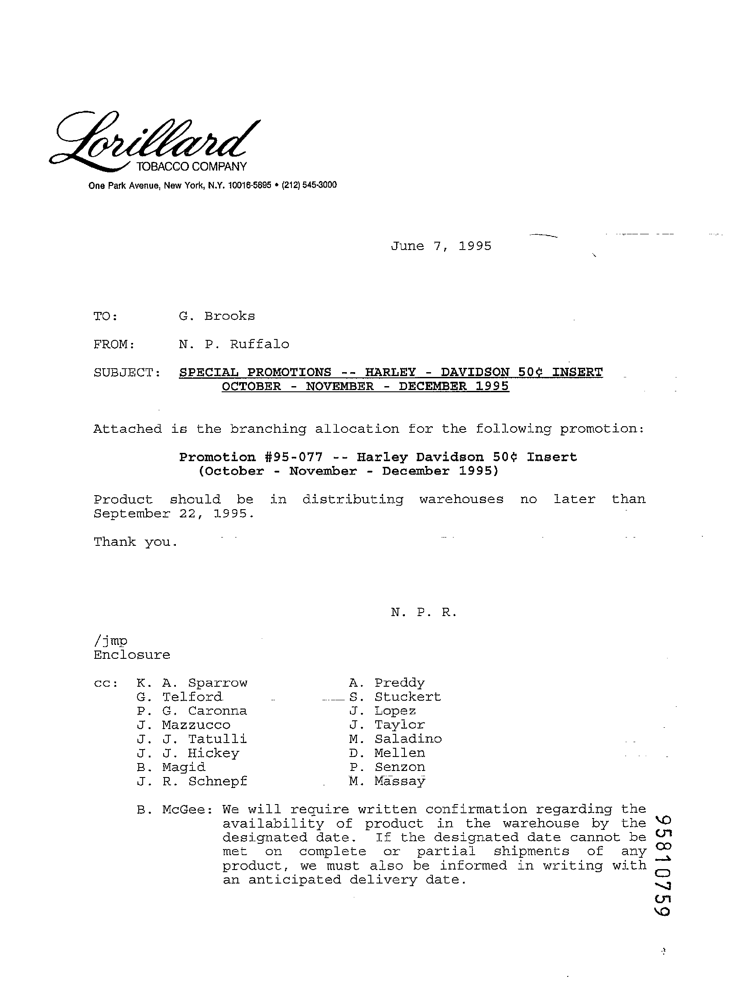 Lorillard
TOBACCO COMPANY
One Park Avenue, New York, N.Y. 10016-5895 • (212) 545-3000
June 7, 1995
TO: G. Brooks
FROM: N. P. Ruffalo
SUBJECT: SPECIAL PROMOTIONS -- HARLEY - DAVIDSON 50¢ INSERT
OCTOBER - NOVEMBER - DECEMBER 1995
Attached is the branching allocation for the following promotion:
Promotion #95-077 -- Harley Davidson 50¢ Insert
(October - November - December 1995)
Product should be in distributing warehouses no later than
September 22, 1995.
Thank you.
N. P. R.
/jmp
Enclosure
cc: K. A. Sparrow A. Preddy
G. Telford S. Stuckert
P. G. Caronna J. Lopez
J. Mazzucco J. Taylor
J. J. Tatulli M. Saladino
J. J. Hickey D. Mellen
B. Magid P. Senzon
J. R. Schnepf M. Massay
B. McGee: We will require written confirmation regarding the
availability of product in the warehouse by the
designated date. If the designated date cannot be
met on complete or partial shipments of any
product, we must also be informed in writing with
an anticipated delivery date.
95810759